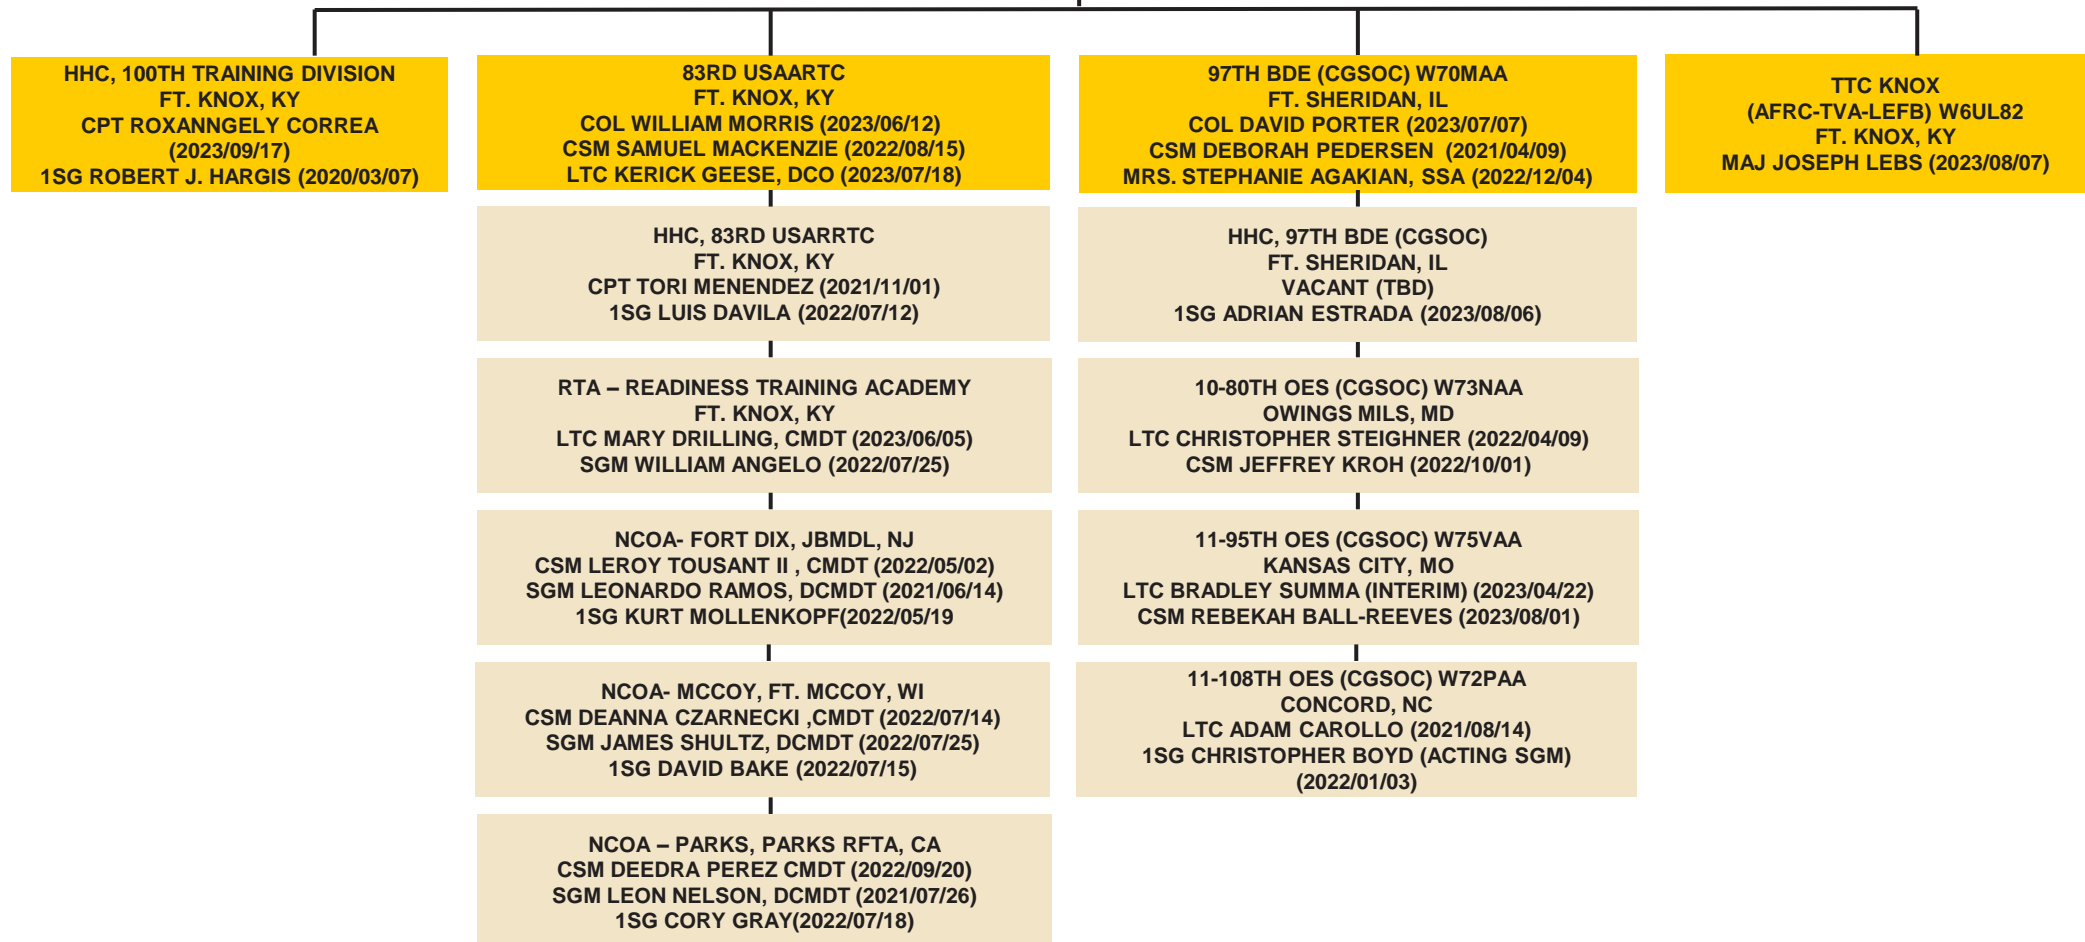 HHC, 100TH TRAINING DIVISION
FT. KNOX, KY
CPT ROXANNGELY CORREA
(2023/09/17)
1SG ROBERT J. HARGIS (2020/03/07)
83RD USAARTC
FT. KNOX, KY
COL WILLIAM MORRIS (2023/06/12)
CSM SAMUEL MACKENZIE (2022/08/15)
LTC KERICK GEESE, DCO (2023/07/18)
HHC, 83RD USARRTC
FT. KNOX, KY
CPT TORI MENENDEZ (2021/11/01)
1SG LUIS DAVILA (2022/07/12)
RTA – READINESS TRAINING ACADEMY
FT. KNOX, KY
LTC MARY DRILLING, CMDT (2023/06/05)
SGM WILLIAM ANGELO (2022/07/25)
NCOA- FORT DIX, JBMDL, NJ
CSM LEROY TOUSANT II , CMDT (2022/05/02)
SGM LEONARDO RAMOS, DCMDT (2021/06/14)
1SG KURT MOLLENKOPF(2022/05/19
NCOA- MCCOY, FT. MCCOY, WI
CSM DEANNA CZARNECKI ,CMDT (2022/07/14)
SGM JAMES SHULTZ, DCMDT (2022/07/25)
1SG DAVID BAKE (2022/07/15)
NCOA – PARKS, PARKS RFTA, CA
CSM DEEDRA PEREZ CMDT (2022/09/20)
SGM LEON NELSON, DCMDT (2021/07/26)
1SG CORY GRAY(2022/07/18)
97TH BDE (CGSOC) W70MAA
FT. SHERIDAN, IL
COL DAVID PORTER (2023/07/07)
CSM DEBORAH PEDERSEN (2021/04/09)
MRS. STEPHANIE AGAKIAN, SSA (2022/12/04)
HHC, 97TH BDE (CGSOC)
FT. SHERIDAN, IL
VACANT (TBD)
1SG ADRIAN ESTRADA (2023/08/06)
10-80TH OES (CGSOC) W73NAA
OWINGS MILS, MD
LTC CHRISTOPHER STEIGHNER (2022/04/09)
CSM JEFFREY KROH (2022/10/01)
11-95TH OES (CGSOC) W75VAA
KANSAS CITY, MO
LTC BRADLEY SUMMA (INTERIM) (2023/04/22)
CSM REBEKAH BALL-REEVES (2023/08/01)
11-108TH OES (CGSOC) W72PAA
CONCORD, NC
LTC ADAM CAROLLO (2021/08/14)
1SG CHRISTOPHER BOYD (ACTING SGM)
(2022/01/03)
TTC KNOX
(AFRC-TVA-LEFB) W6UL82
FT. KNOX, KY
MAJ JOSEPH LEBS (2023/08/07)